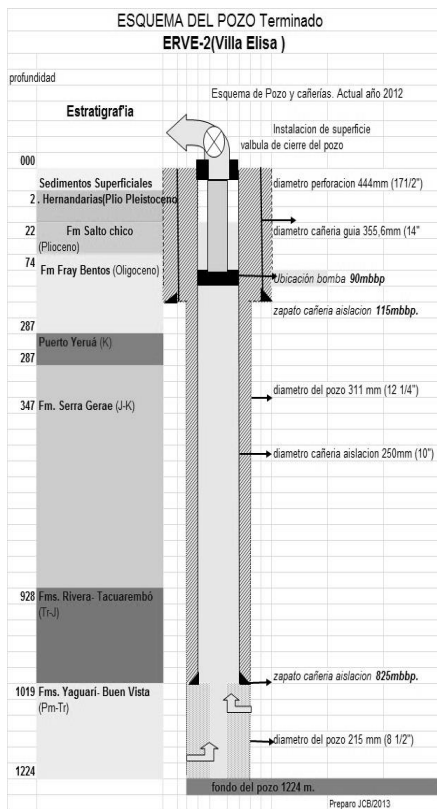 ESQUEMA DEL POZO Terminado
ERVE-2(Villa Elisa )
profundidad
Esquema de Pozo y cañerías. Actual año 2012
Estratigrafia
Instalacion de superficie
valbula de cierre del pozo
000
Sedimentos Superficiales
diametro perforacion 444mm (171/2")
2 . Hernandarias(Plio Pleistoceno
22 Fm Salto chico
(Plioceno)
diametro cañeria guia 355,6mm (14"
74
Fm Fray Bentos (Oligoceno)
Ubicación bomba 90mbbp
zapato cañeria aislacion 115mbbp.
287
Puerto Yeruá (K)
287
diametro del pozo 311 mm (12 1/4")
347 Fm. Serra Gerae (J-K)
diametro cañeria aislacion 250mm (10")
928 Fms. Rivera- Tacuarembó
(Tr-J)
zapato cañeria aislacion 825mbbp.
1019 Fms. Yaguarí- Buen Vista
(Pm-Tr)
diametro del pozo 215 mm (8 1/2")
1224
fondo del pozo 1224 m.
Preparo JCB/2013